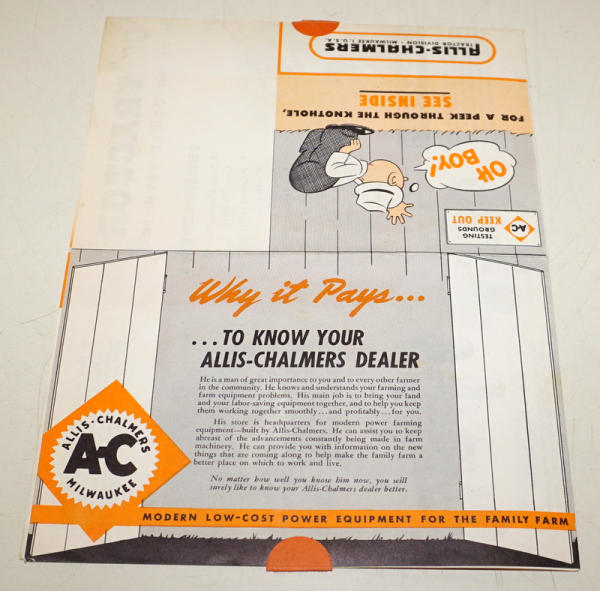 ALLIS-CHALMERS
TRACTOR DIVISION • MILWAUKEE 1, U.S.A.
FOR A PEEK THROUGH THE KNOTHOLE,
SEE INSIDE
OH
BOY!
A-C
TESTING
GROUNDS
KEEP OUT
Why it Pays...
...TO KNOW YOUR
ALLIS-CHALMERS DEALER
He is a man of great importance to you and to every other farmer
in the community. He knows and understands your farming and
farm equipment problems. His main job is to bring your land
and your labor-saving equipment together, and to help you keep
them working together smoothly...and profitably...for you.
His store is headquarters for modern power farming
equipment—built by Allis-Chalmers. He can assist you to keep
abreast of the advancements constantly being made in farm
machinery. He can provide you with information on the new
things that are coming along to help make the family farm a
better place on which to work and live.
No matter how well you know him now, you will
surely like to know your Allis-Chalmers dealer better.
ALLIS-CHALMERS
A-C
MILWAUKEE
MODERN LOW-COST POWER EQUIPMENT FOR THE FAMILY FARM